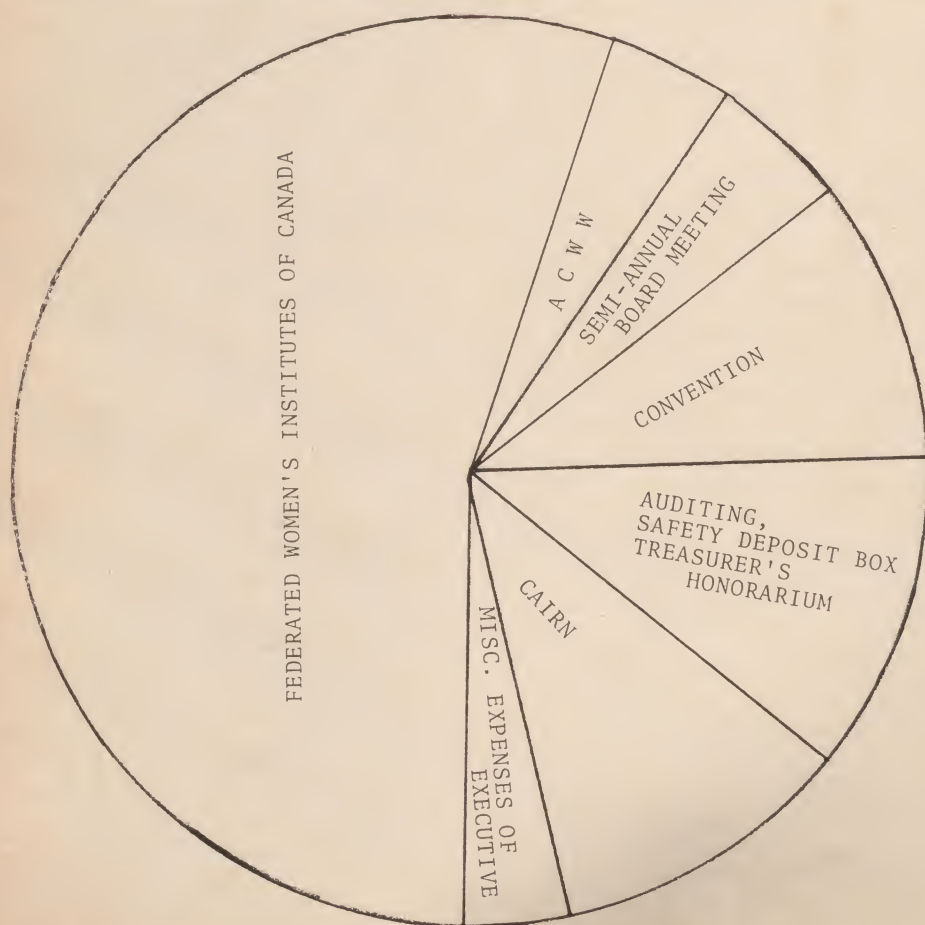 FEDERATED WOMEN'S INSTITUTES OF CANADA
A C W W
SEMI-ANNUAL
BOARD MEETING
CONVENTION
AUDITING,
SAFETY DEPOSIT BOX
TREASURER'S
HONORARIUM
CAIRN
MISC. EXPENSES OF
EXECUTIVE